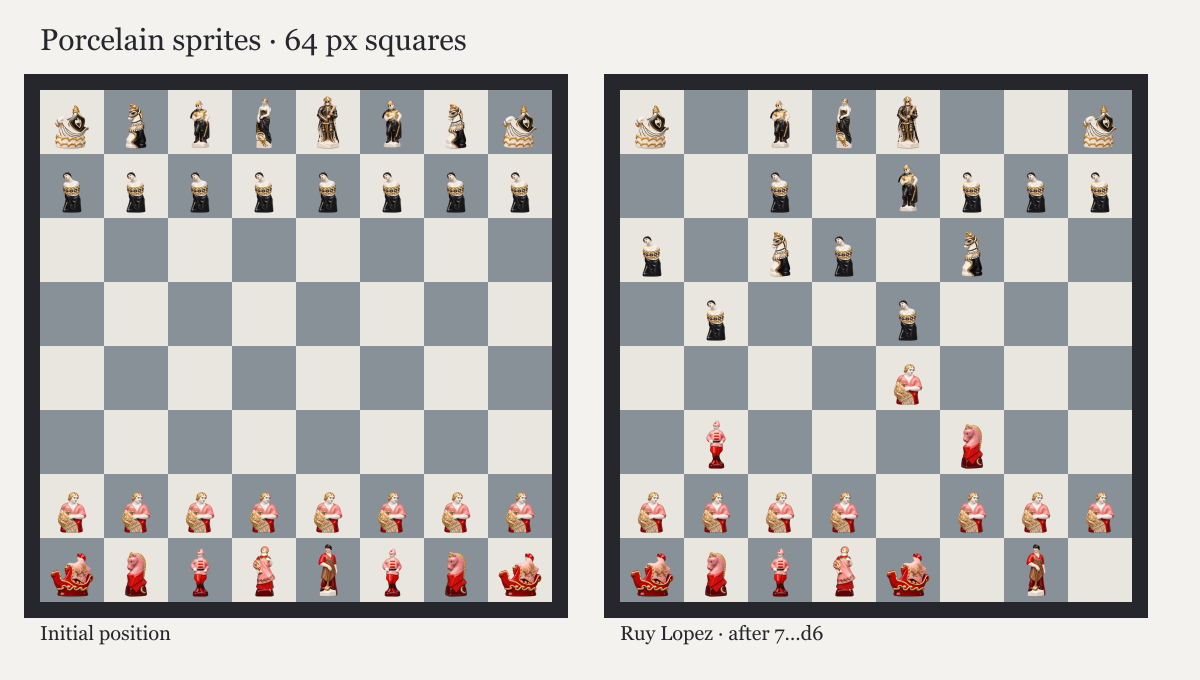 Porcelain sprites · 64 px squares
Initial position
Ruy Lopez · after 7…d6